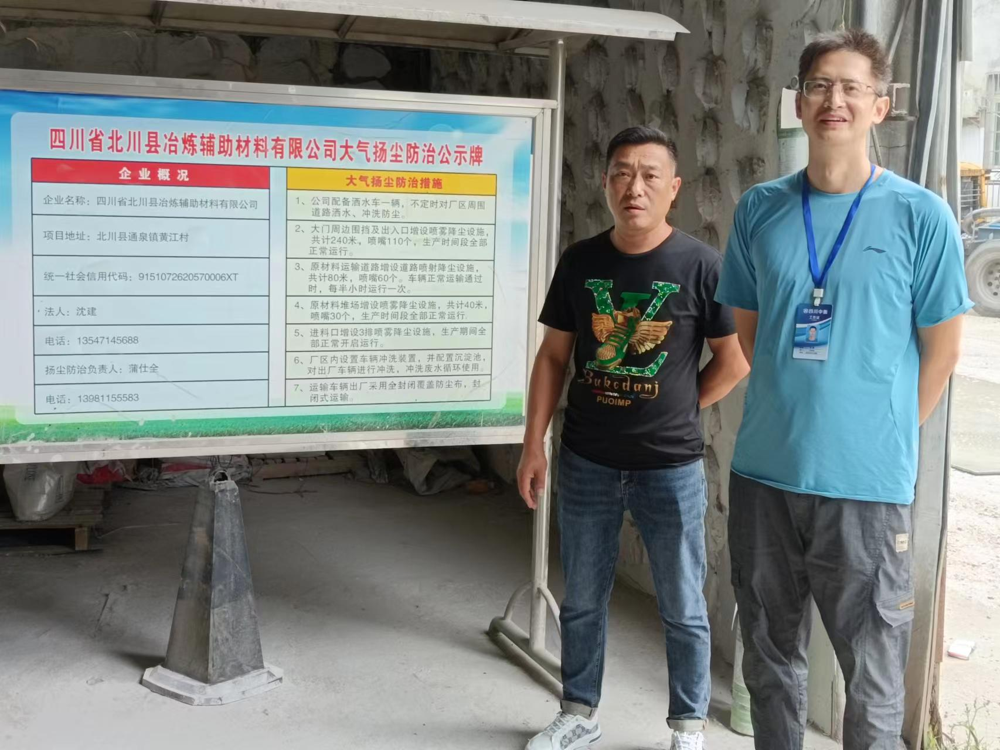 四川省北川县冶炼辅助材料有限公司大气扬尘防治公示牌
企业概况
企业名称：四川省北川县冶炼辅助材料有限公司
项目地址：北川县通泉镇黄江村
统一社会信用代码：9151072620570006XT
法人：沈建
电话：13547145688
扬尘防治负责人：蒲仕全
电话：13981155583
大气扬尘防治措施
1、公司配备洒水车一辆，不定时对厂区周围
道路洒水、冲洗防尘。
2、大门周边围挡及出入口增设喷雾降尘设施，
共计240米，喷嘴110个，生产时间段全部
正常运行。
3、原材料运输道路增设道路喷射降尘设施，
共计80米，喷嘴60个。车辆正常运输通过
时，每半小时运行一次。
4、原材料堆场增设喷雾降尘设施，共计40米，
喷嘴30个，生产时间段全部正常运行.
5、进料口增设3排喷雾降尘设施，生产期间全
部正常开启运行。
6、厂区内设置车辆冲洗装置，并配置沉淀池，
对出厂车辆进行冲洗，冲洗废水循环使用。
7、运输车辆出厂采用全封闭覆盖防尘布，封
闭式运输。
Bukodanj
PUOIMP
四川中衡
工作证